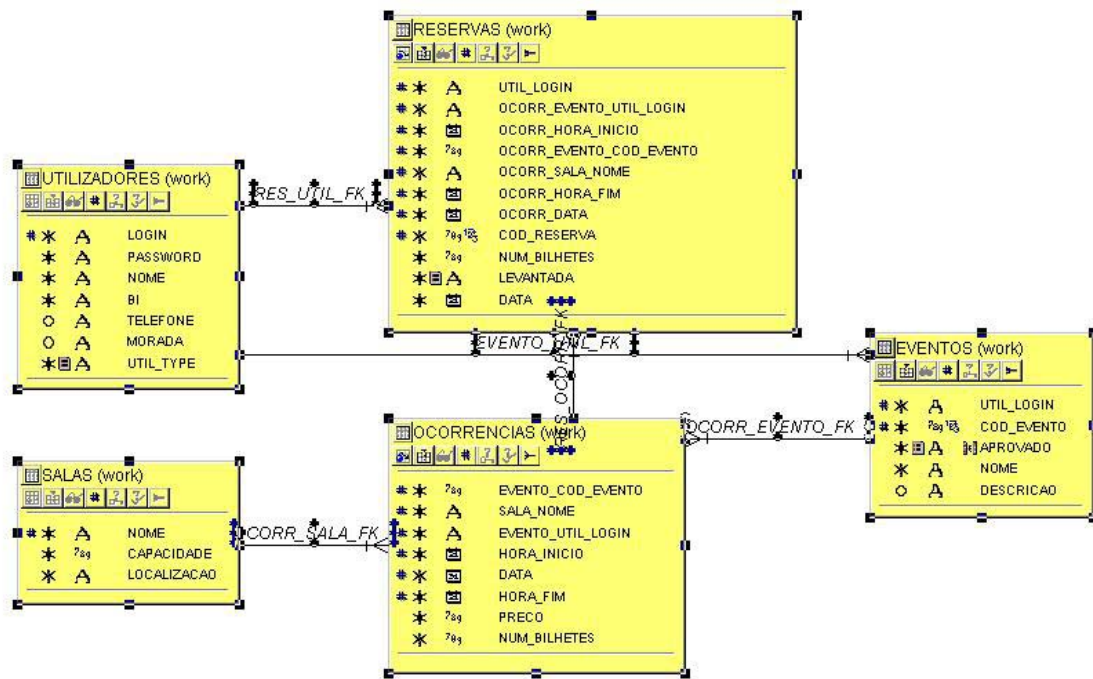 RESERVAS (work)
UTIL_LOGIN
OCORR_EVENTO_UTIL_LOGIN
OCORR_HORA_INICIO
OCORR_EVENTO_COD_EVENTO
OCORR_SALA_NOME
OCORR_HORA_FIM
OCORR_DATA
COD_RESERVA
NUM_BILHETES
LEVANTADA
DATA
UTILIZADORES (work)
LOGIN
PASSWORD
NOME
BI
TELEFONE
MORADA
UTIL_TYPE
RES_UTIL_FK
EVENTO_UTIL_FK
EVENTOS (work)
UTIL_LOGIN
COD_EVENTO
APROVADO
NOME
DESCRICAO
OCORR_EVENTO_FK
OCORRENCIAS (work)
EVENTO_COD_EVENTO
SALA_NOME
EVENTO_UTIL_LOGIN
HORA_INICIO
DATA
HORA_FIM
PRECO
NUM_BILHETES
SALAS (work)
NOME
CAPACIDADE
LOCALIZACAO
CORR_SALA_FK